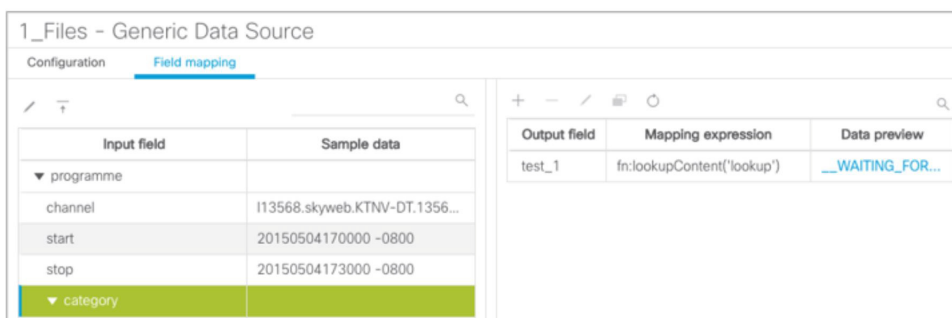 1_Files - Generic Data Source
Configuration Field mapping
Input field Sample data
▼ programme
channel I13568.skyweb.KTNV-DT.1356...
start 20150504170000 -0800
stop 20150504173000 -0800
▼ category
Output field Mapping expression Data preview
test_1 fn:lookupContent('lookup') __WAITING_FOR...